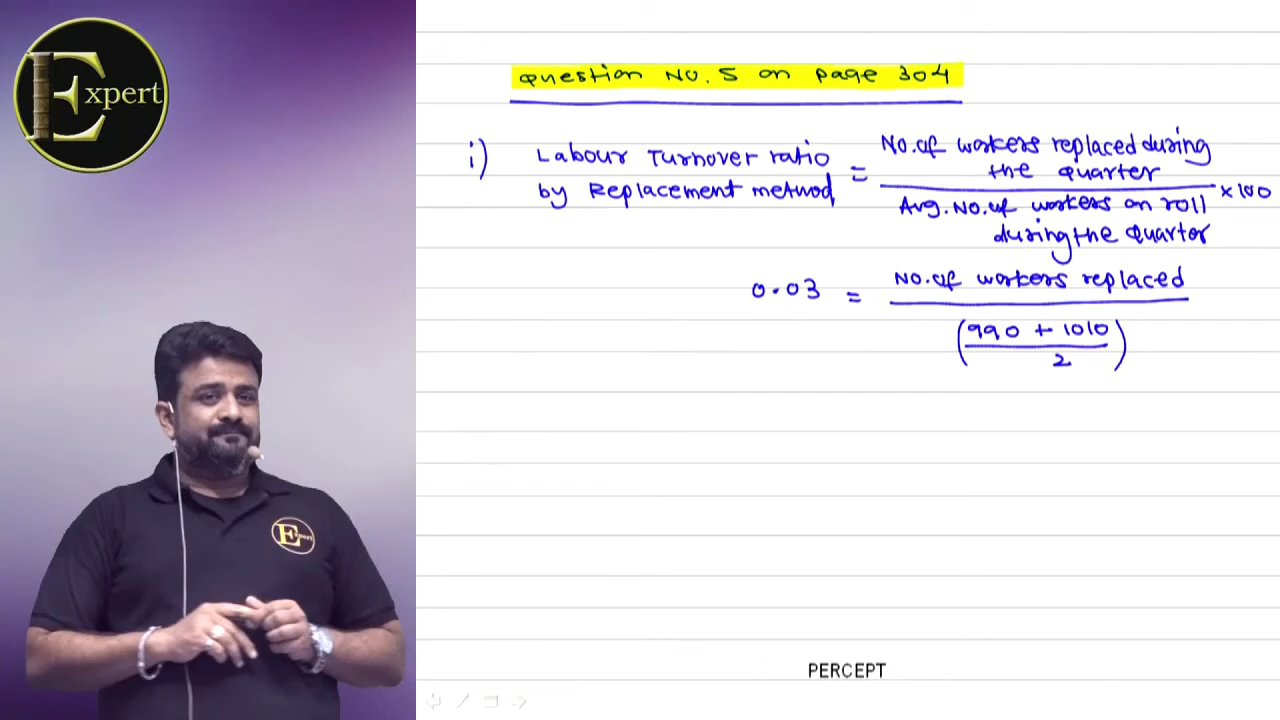 Expert
Question No. 5 on page 304
i) Labour Turnover ratio by Replacement method = No. of workers replaced during the quarter / Avg. No. of workers on roll during the quarter × 100
0.03 = No. of workers replaced / (990 + 1010 / 2)
Expert
PERCEPT